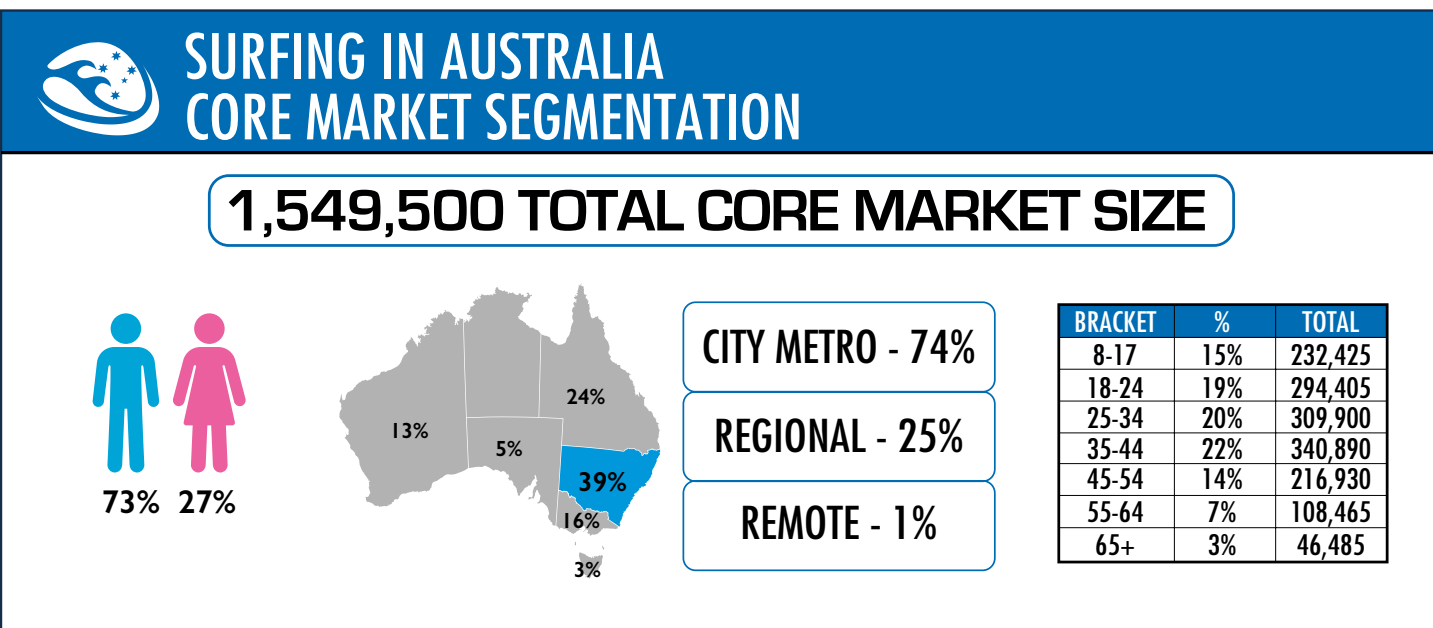 SURFING IN AUSTRALIA
CORE MARKET SEGMENTATION
1,549,500 TOTAL CORE MARKET SIZE
73% 27%
13%
5%
24%
39%
16%
3%
CITY METRO - 74%
REGIONAL - 25%
REMOTE - 1%
BRACKET % TOTAL
8-17 15% 232,425
18-24 19% 294,405
25-34 20% 309,900
35-44 22% 340,890
45-54 14% 216,930
55-64 7% 108,465
65+ 3% 46,485